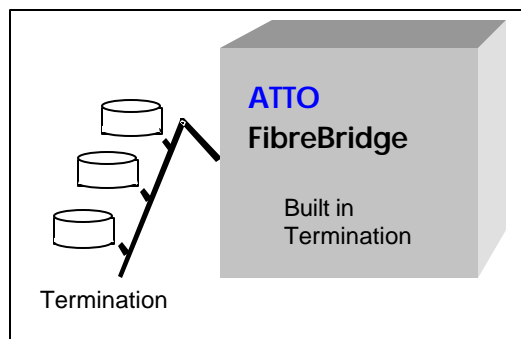 ATTO
FibreBridge
Built in
Termination
Termination